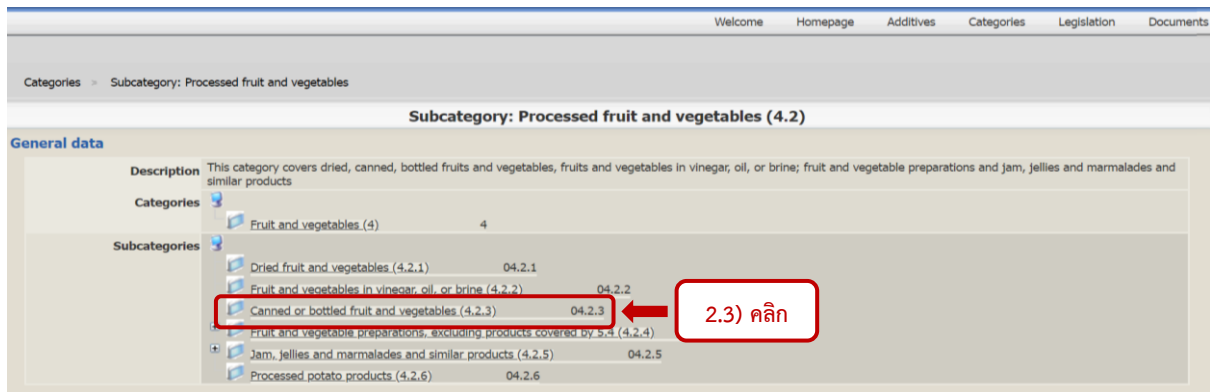 Welcome Homepage Additives Categories Legislation Documents
Categories > Subcategory: Processed fruit and vegetables
Subcategory: Processed fruit and vegetables (4.2)
General data
Description This category covers dried, canned, bottled fruits and vegetables, fruits and vegetables in vinegar, oil, or brine; fruit and vegetable preparations and jam, jellies and marmalades and
similar products
Categories
Fruit and vegetables (4) 4
Subcategories
Dried fruit and vegetables (4.2.1) 04.2.1
Fruit and vegetables in vinegar, oil, or brine (4.2.2) 04.2.2
Canned or bottled fruit and vegetables (4.2.3) 04.2.3
2.3) คลิก
Fruit and vegetable preparations, excluding products covered by 5.4 (4.2.4)
Jam, jellies and marmalades and similar products (4.2.5) 04.2.5
Processed potato products (4.2.6) 04.2.6